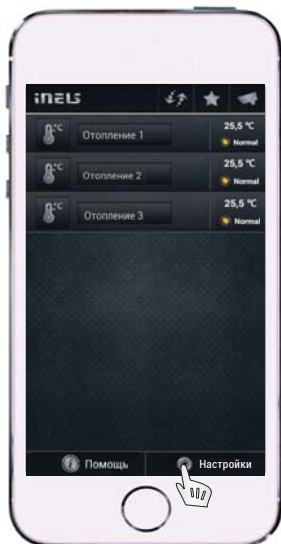 iNELS
°C Отопление 1 25,5 °C
Normal
°C Отопление 2 25,5 °C
Normal
°C Отопление 3 25,5 °C
Normal
Помощь Настройки